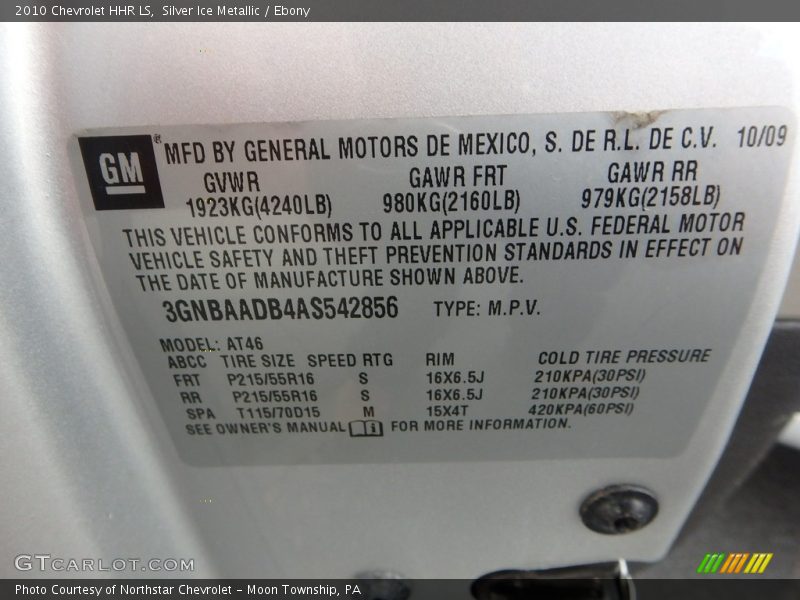 2010 Chevrolet HHR LS, Silver Ice Metallic / Ebony
GM
® MFD BY GENERAL MOTORS DE MEXICO, S. DE R.L. DE C.V. 10/09
GVWR GAWR FRT GAWR RR
1923KG(4240LB) 980KG(2160LB) 979KG(2158LB)
THIS VEHICLE CONFORMS TO ALL APPLICABLE U.S. FEDERAL MOTOR
VEHICLE SAFETY AND THEFT PREVENTION STANDARDS IN EFFECT ON
THE DATE OF MANUFACTURE SHOWN ABOVE.
3GNBAADB4AS542856 TYPE: M.P.V.
MODEL: AT46
ABCC TIRE SIZE SPEED RTG RIM COLD TIRE PRESSURE
FRT P215/55R16 S 16X6.5J 210KPA(30PSI)
RR P215/55R16 S 16X6.5J 210KPA(30PSI)
SPA T115/70D15 M 15X4T 420KPA(60PSI)
SEE OWNER'S MANUAL i FOR MORE INFORMATION.
GTCARLOT.COM
Photo Courtesy of Northstar Chevrolet - Moon Township, PA